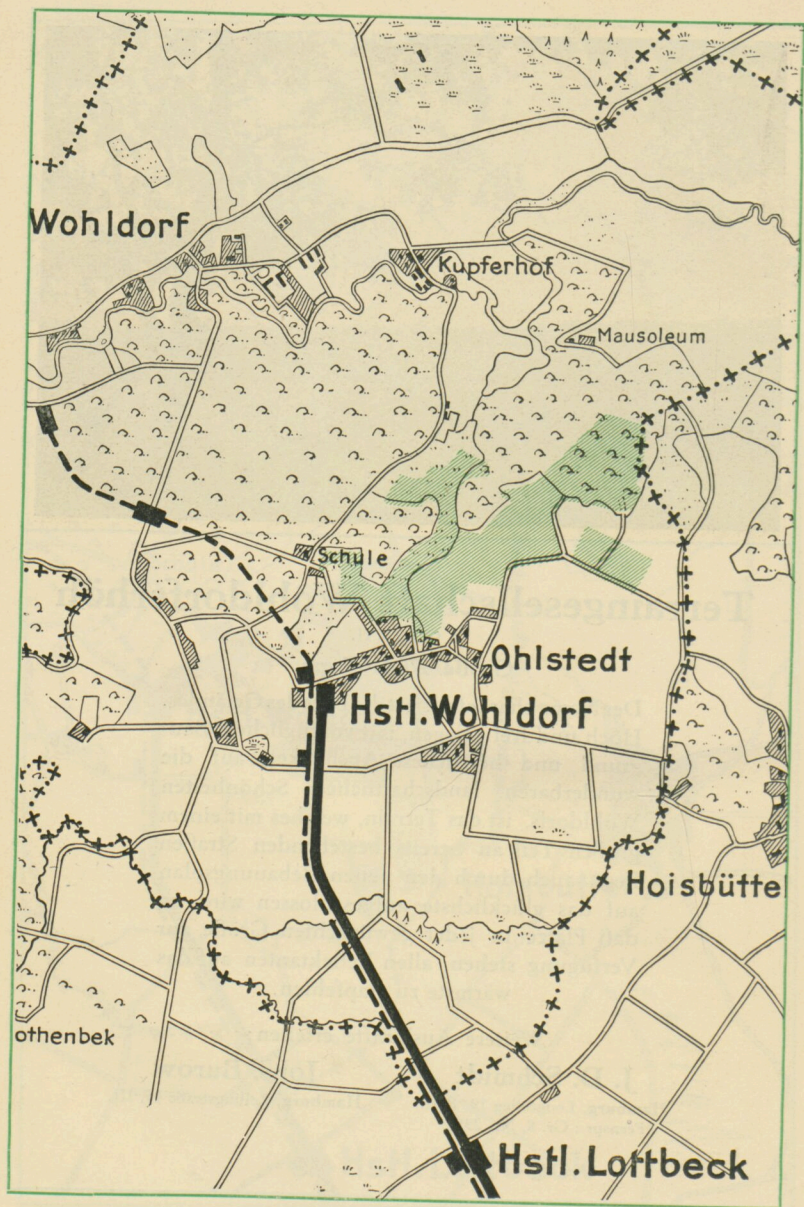 Wohldorf
Kupferhof
Mausoleum
Schule
Ohlstedt
Hstl. Wohldorf
Hoisbüttel
othenbek
Hstl. Lottbeck